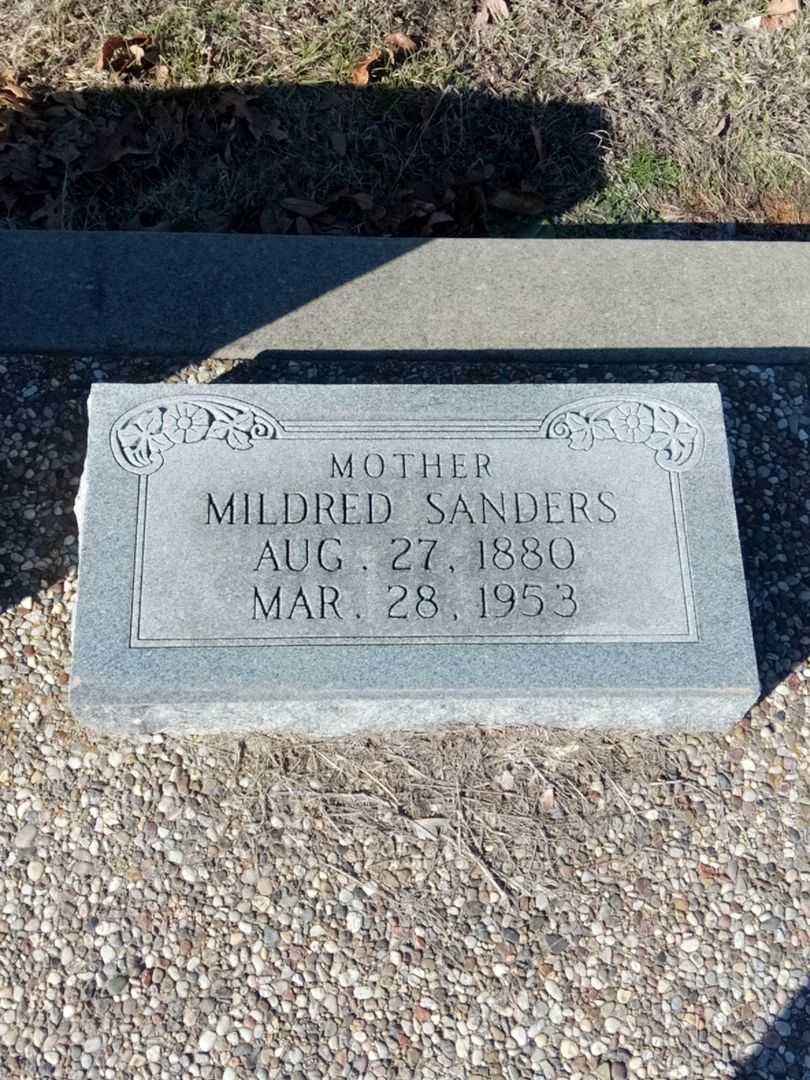 MOTHER
MILDRED SANDERS
AUG. 27, 1880
MAR. 28, 1953